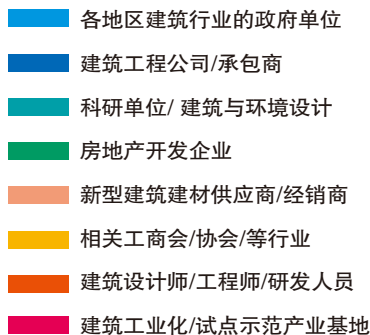 各地区建筑行业的政府单位
建筑工程公司/承包商
科研单位/ 建筑与环境设计
房地产开发企业
新型建筑建材供应商/经销商
相关工商会/协会/等行业
建筑设计师/工程师/研发人员
建筑工业化/试点示范产业基地